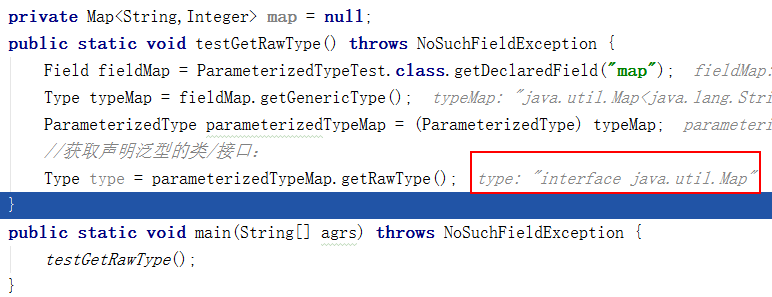 private Map<String,Integer> map = null;
public static void testGetRawType() throws NoSuchFieldException {
Field fieldMap = ParameterizedTypeTest.class.getDeclaredField("map"); fieldMap:
Type typeMap = fieldMap.getGenericType(); typeMap: "java.util.Map<java.lang.Stri
ParameterizedType parameterizedTypeMap = (ParameterizedType) typeMap; parameteri
//获取声明泛型的类/接口:
Type type = parameterizedTypeMap.getRawType(); type: "interface java.util.Map"
}
public static void main(String[] agrs) throws NoSuchFieldException {
testGetRawType();
}